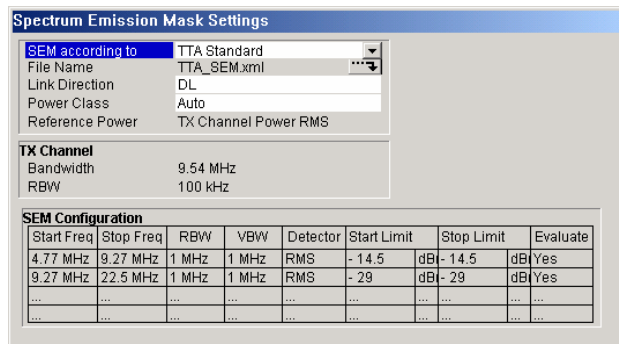 Spectrum Emission Mask Settings
SEM according to TTA Standard
File Name TTA_SEM.xml ...
Link Direction DL
Power Class Auto
Reference Power TX Channel Power RMS
TX Channel
Bandwidth 9.54 MHz
RBW 100 kHz
SEM Configuration
Start Freq Stop Freq RBW VBW Detector Start Limit Stop Limit Evaluate
4.77 MHz 9.27 MHz 1 MHz 1 MHz RMS - 14.5 dB - 14.5 dB Yes
9.27 MHz 22.5 MHz 1 MHz 1 MHz RMS - 29 dB - 29 dB Yes
... ... ... ... ... ... ... ... ... ...
... ... ... ... ... ... ... ... ... ...